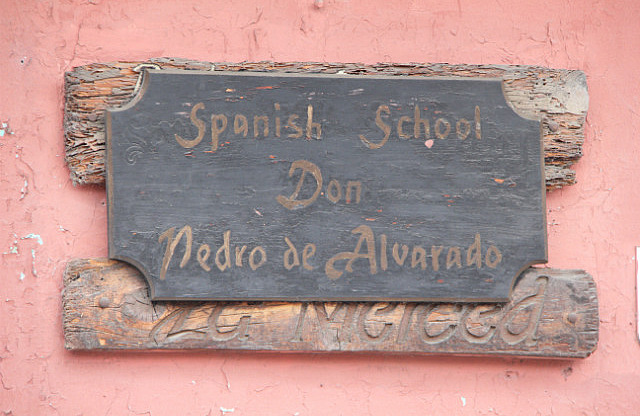 Spanish School
Don
Pedro de Alvarado
La Merced